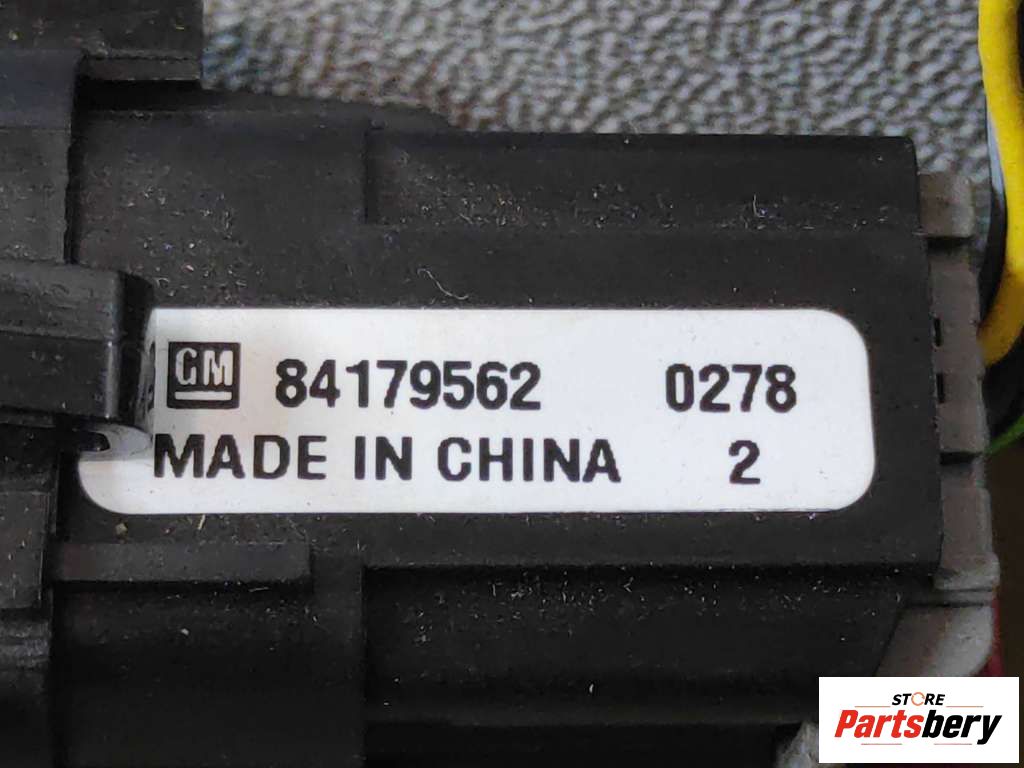 GM 84179562 0278
MADE IN CHINA 2
STORE
Partsbery